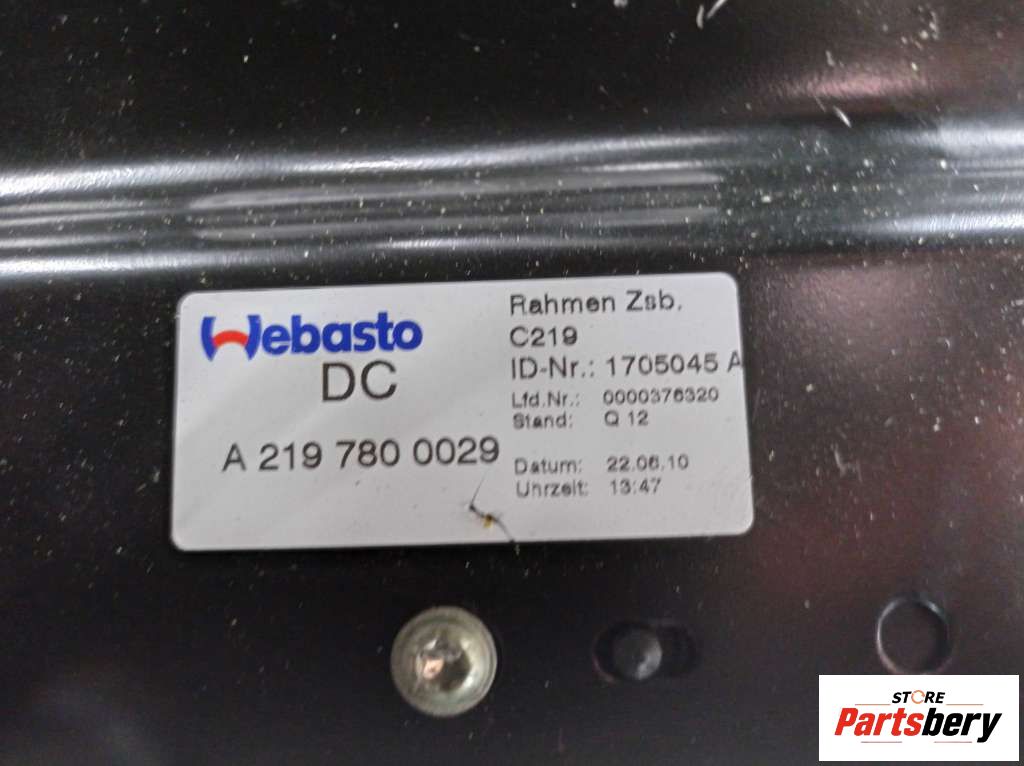 Webasto
DC
A 219 780 0029
Rahmen Zsb.
C219
ID-Nr.: 1705045 A
Lfd.Nr.: 0000376320
Stand: Q 12
Datum: 22.06.10
Uhrzeit: 13:47
STORE
Partsbery